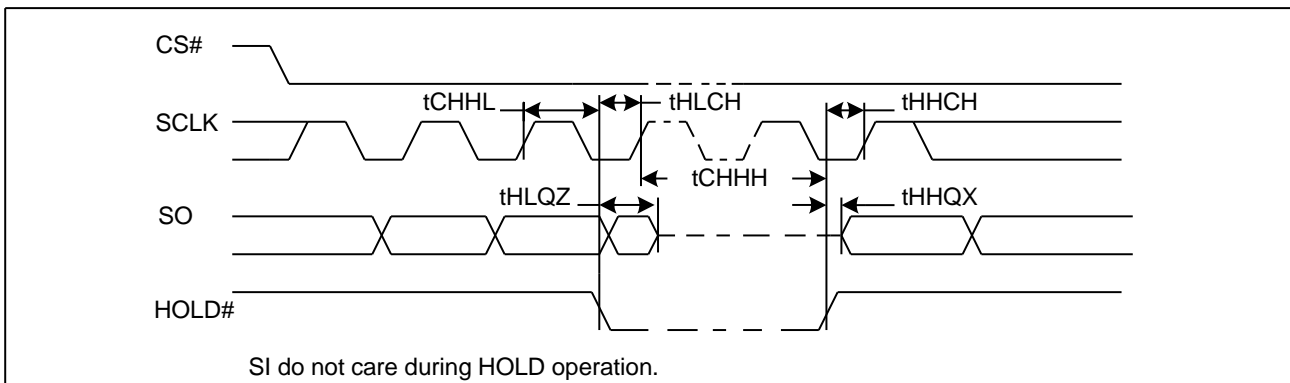 CS#
tCHHL
tHLCH
tHHCH
SCLK
tCHHH
tHLQZ
tHHQX
SO
HOLD#
SI do not care during HOLD operation.